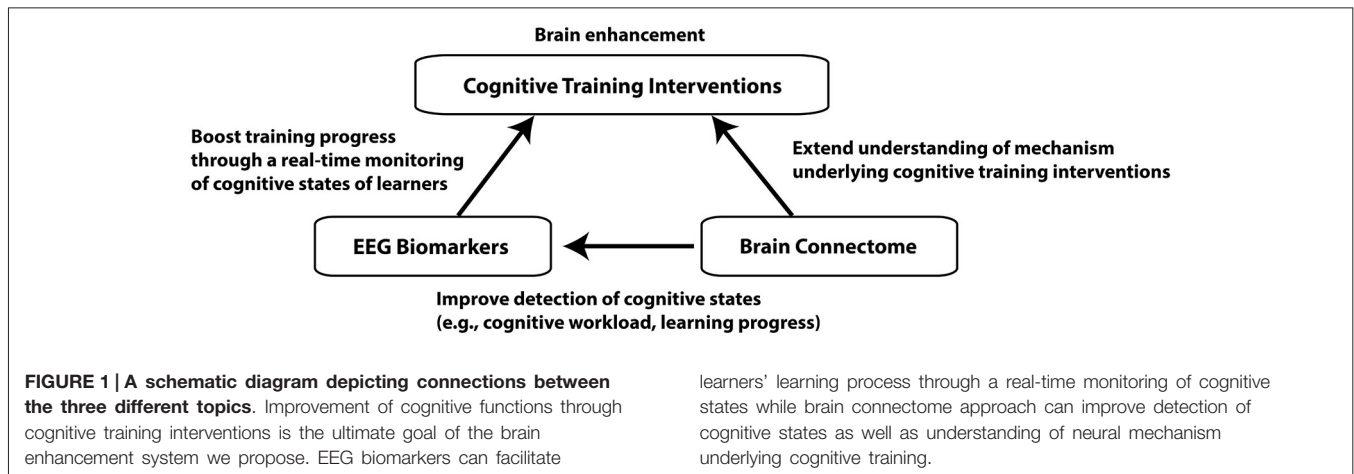 Brain enhancement
Cognitive Training Interventions
Boost training progress
through a real-time monitoring
of cognitive states of learners
Extend understanding of mechanism
underlying cognitive training interventions
EEG Biomarkers
Brain Connectome
Improve detection of cognitive states
(e.g., cognitive workload, learning progress)
FIGURE 1 | A schematic diagram depicting connections between
the three different topics. Improvement of cognitive functions through
cognitive training interventions is the ultimate goal of the brain
enhancement system we propose. EEG biomarkers can facilitate
learners' learning process through a real-time monitoring of cognitive
states while brain connectome approach can improve detection of
cognitive states as well as understanding of neural mechanism
underlying cognitive training.